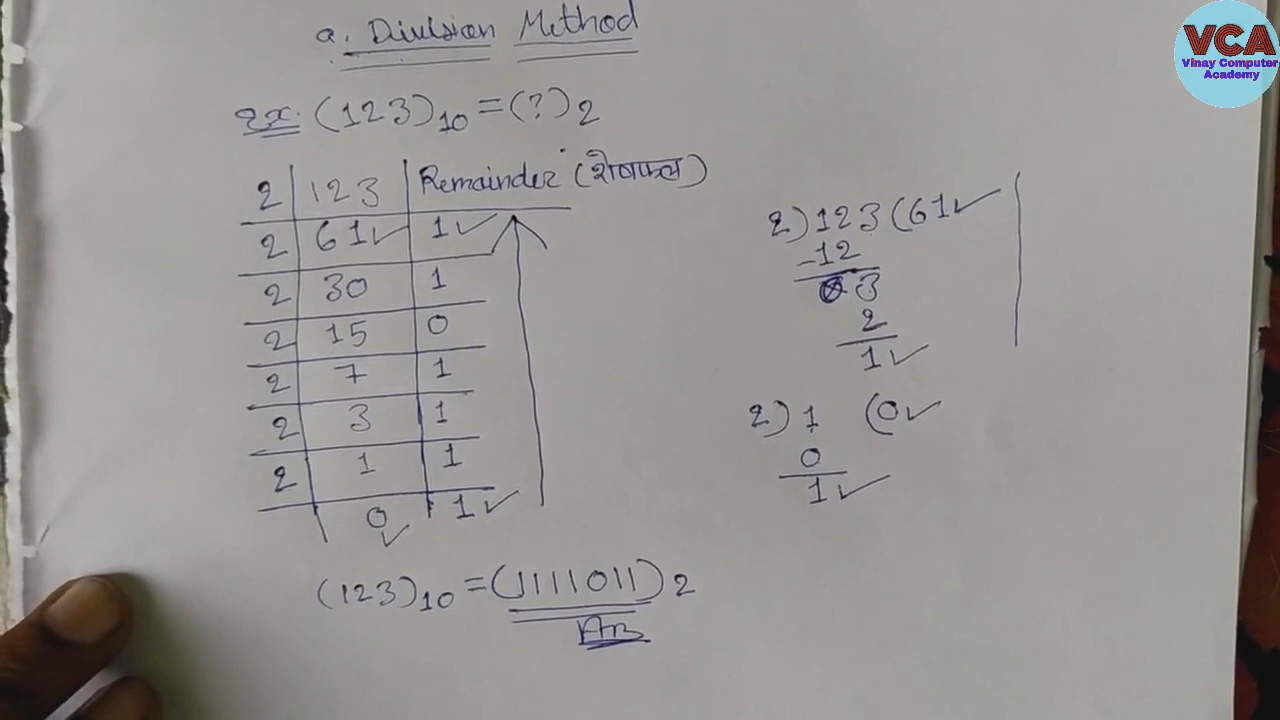 a. Division Method
Ex. (123)10 = (?)2
2 | 123 | Remainder (शेषफल)
2 | 61✓ | 1✓
2 | 30 | 1
2 | 15 | 0
2 | 7 | 1
2 | 3 | 1
2 | 1 | 1
0✓ | 1✓
(123)10 = (1111011)2
Ans
2)123(61✓
-12
03
2
1✓
2)1 (0✓
0
1✓
VCA
Vinay Computer
Academy